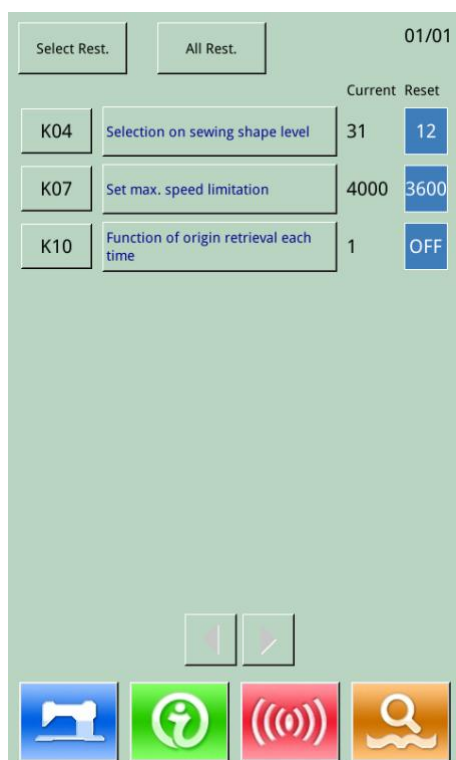 Select Rest.
All Rest.
01/01
Current Reset
K04 Selection on sewing shape level 31 12
K07 Set max. speed limitation 4000 3600
K10 Function of origin retrieval each
time 1 OFF